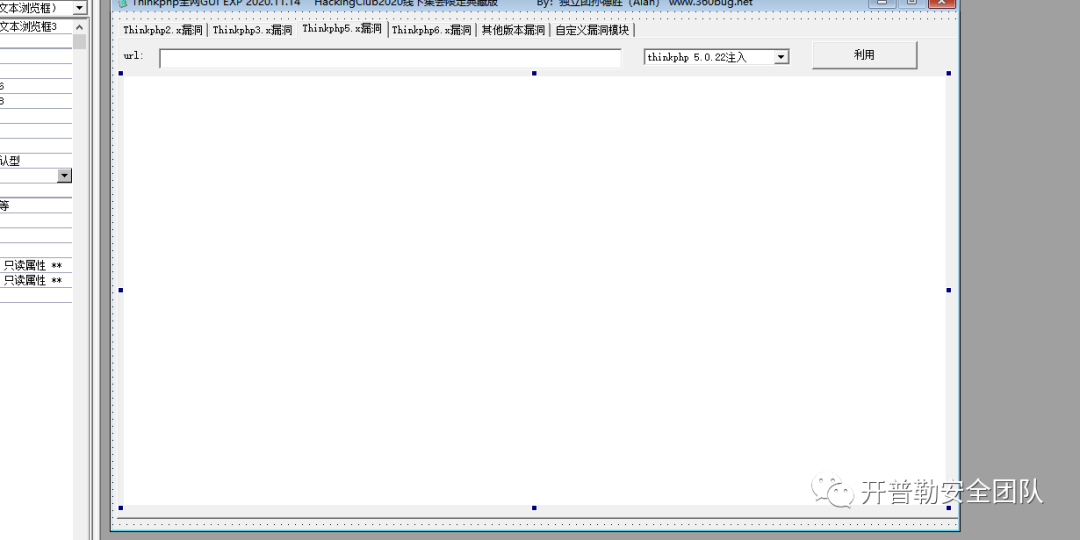 文本浏览框)
Thinkphp全网GUI EXP 2020.11.14 HackingClub2020线下集会限定典藏版 By: 独立团孙德胜 (Alan) www.360bug.net
文本浏览框3
Thinkphp2.x漏洞 Thinkphp3.x漏洞 Thinkphp5.x漏洞 Thinkphp6.x漏洞 其他版本漏洞 自定义漏洞模块
url: thinkphp 5.0.22注入 利用
6
8
认型
等
只读属性 **
只读属性 **
开普勒安全团队